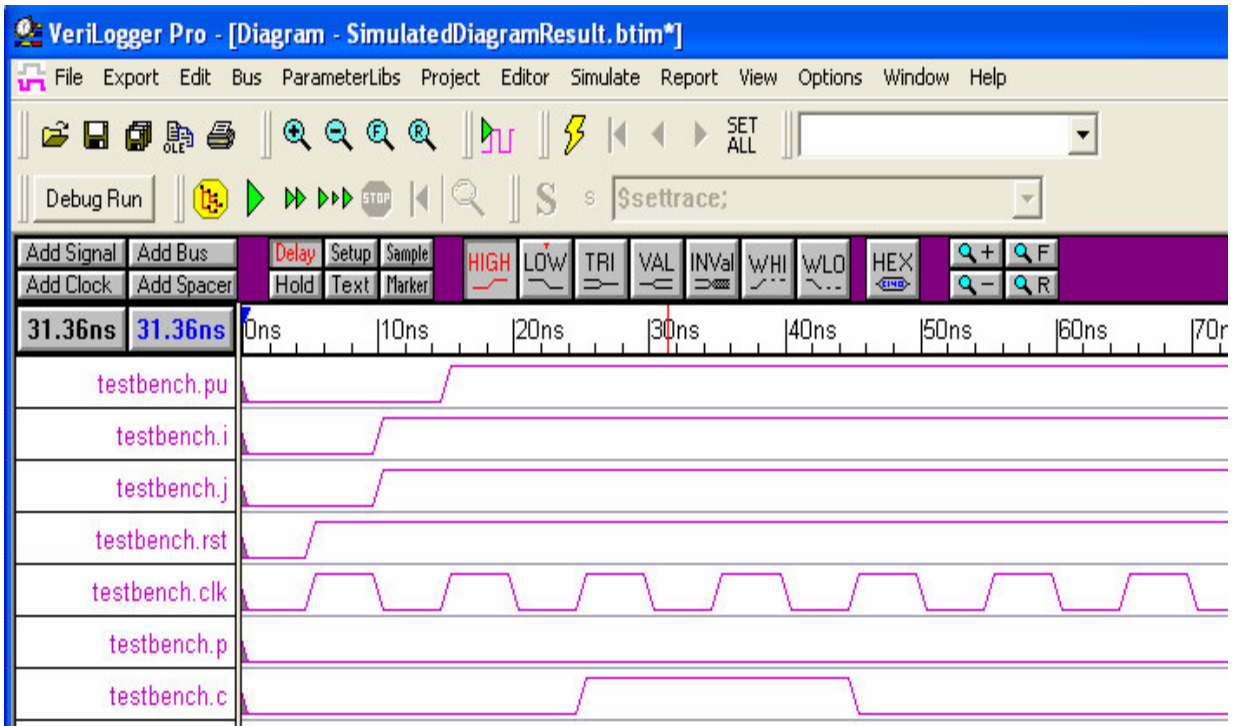 VeriLogger Pro - [Diagram - SimulatedDiagramResult.btim*]
File Export Edit Bus ParameterLibs Project Editor Simulate Report View Options Window Help
OLE F R SET ALL
Debug Run STOP S s $settrace;
Add Signal Add Bus Delay Setup Sample HIGH LOW TRI VAL INVal WHI WLO HEX + F
Add Clock Add Spacer Hold Text Marker - R
31.36ns 31.36ns 0ns 10ns 20ns 30ns 40ns 50ns 60ns 70n
testbench.pu
testbench.i
testbench.j
testbench.rst
testbench.clk
testbench.p
testbench.c